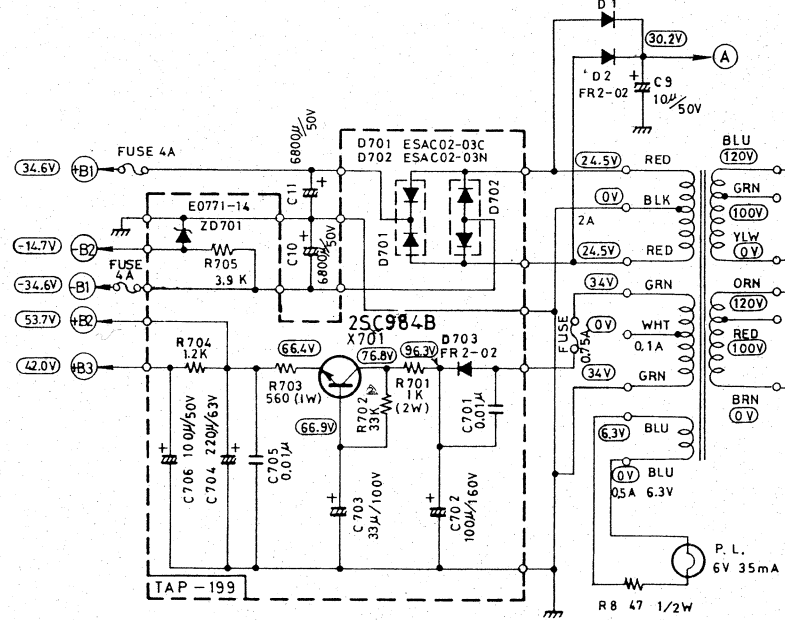 D1
30.2V
A
D2
FR2-02
C9
10μ/50V
FUSE 4A
6800μ/50V
D701 ESAC02-03C
D702 ESAC02-03N
BLU
120V
34.6V
+B1
24.5V
RED
GRN
100V
E0771-14
ZD701
C11
D702
0V
BLK
2A
YLW
0V
-14.7V
-B2
R705
3.9K
C10
6800μ/50V
D701
24.5V
RED
FUSE
4A
-34.6V
-B1
34V
GRN
ORN
120V
53.7V
+B2
2SC984B
X701
D703
FR2-02
FUSE
0.75A
0V
WHT
0.1A
RED
100V
R704
1.2K
66.4V
76.8V
96.3V
42.0V
+B3
R703
560 (1W)
R702
33K
R701
1K
(2W)
C701
0.01μ
34V
GRN
BRN
0V
66.9V
C706 100μ/50V
C704 220μ/63V
C705
0.01μ
C703
33μ/100V
C702
100μ/160V
6.3V
BLU
0V
BLU
0.5A 6.3V
P.L.
6V 35mA
TAP-199
R8 47 1/2W